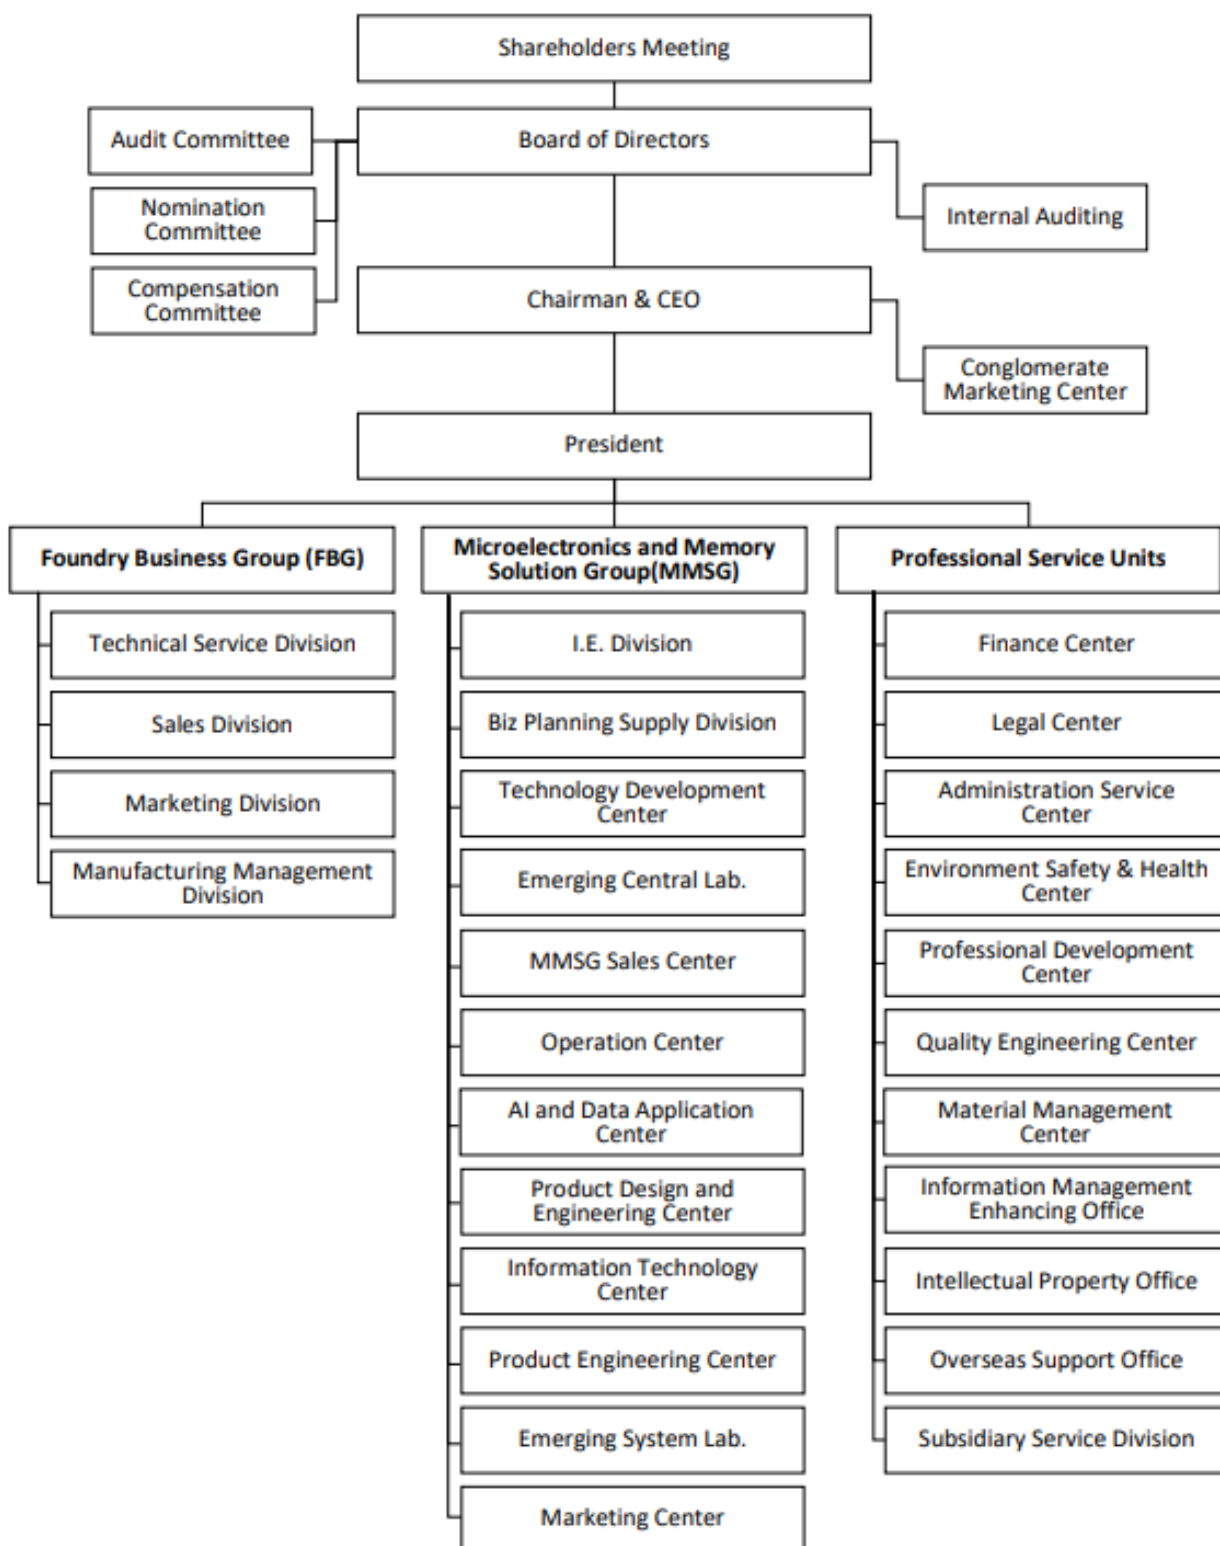 Shareholders Meeting
Audit Committee
Board of Directors
Nomination
Committee
Internal Auditing
Compensation
Committee
Chairman & CEO
Conglomerate
Marketing Center
President
Foundry Business Group (FBG)
Technical Service Division
Sales Division
Marketing Division
Manufacturing Management
Division
Microelectronics and Memory
Solution Group(MMSG)
I.E. Division
Biz Planning Supply Division
Technology Development
Center
Emerging Central Lab.
MMSG Sales Center
Operation Center
AI and Data Application
Center
Product Design and
Engineering Center
Information Technology
Center
Product Engineering Center
Emerging System Lab.
Marketing Center
Professional Service Units
Finance Center
Legal Center
Administration Service
Center
Environment Safety & Health
Center
Professional Development
Center
Quality Engineering Center
Material Management
Center
Information Management
Enhancing Office
Intellectual Property Office
Overseas Support Office
Subsidiary Service Division